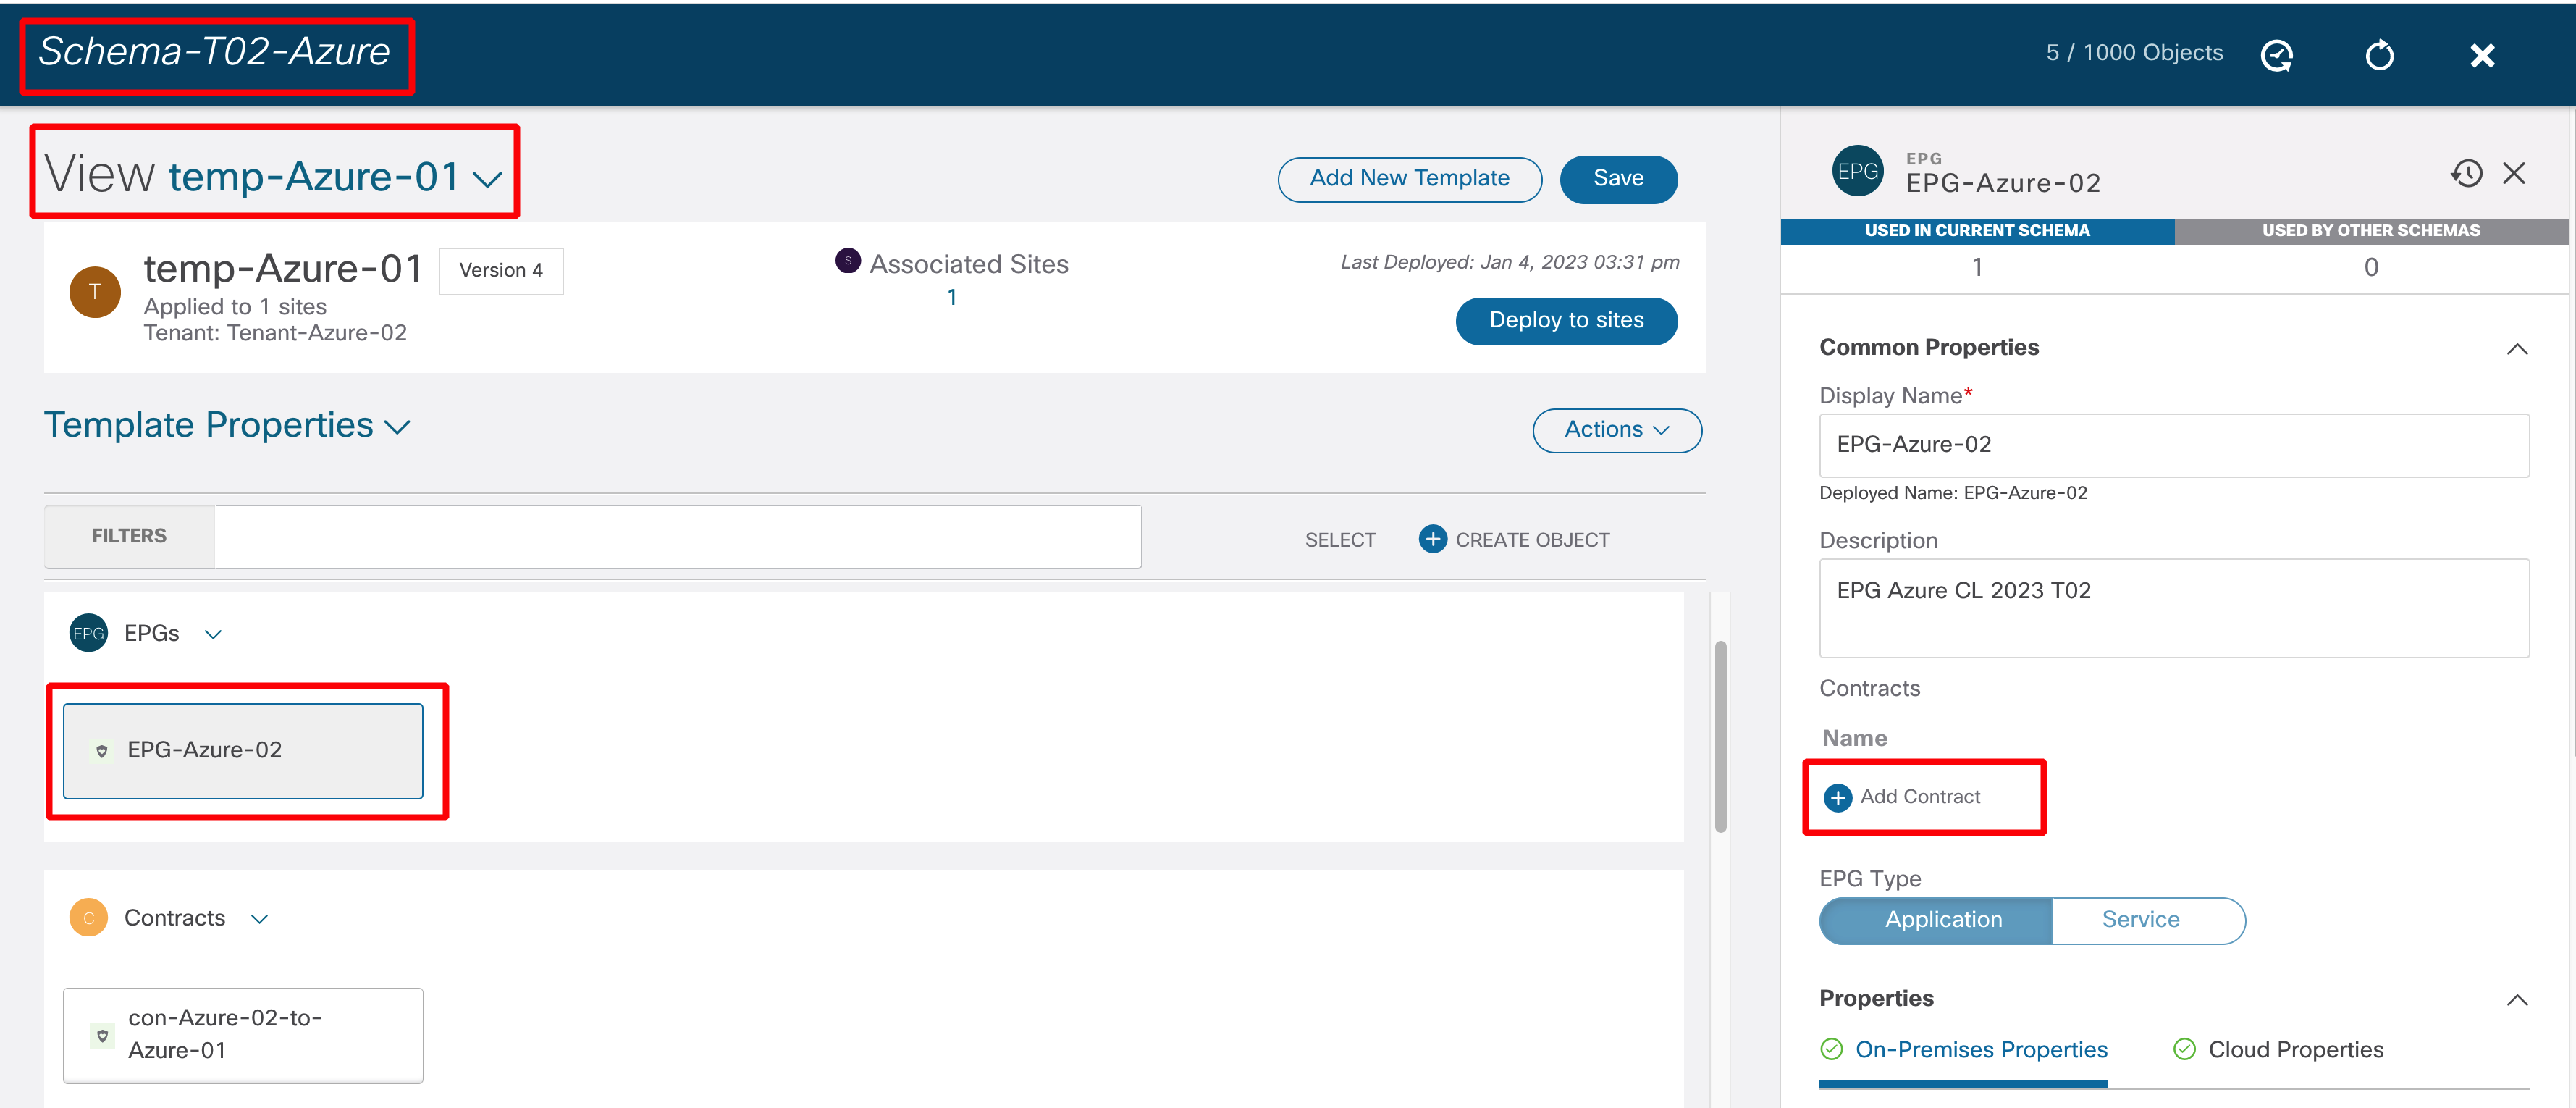 Schema-T02-Azure
5 / 1000 Objects
View temp-Azure-01
Add New Template
Save
T
temp-Azure-01
Version 4
Applied to 1 sites
Tenant: Tenant-Azure-02
S
Associated Sites
1
Last Deployed: Jan 4, 2023 03:31 pm
Deploy to sites
Template Properties
Actions
FILTERS
SELECT
CREATE OBJECT
EPG
EPGs
EPG-Azure-02
C
Contracts
con-Azure-02-to-
Azure-01
EPG
EPG
EPG-Azure-02
USED IN CURRENT SCHEMA
USED BY OTHER SCHEMAS
1
0
Common Properties
Display Name*
EPG-Azure-02
Deployed Name: EPG-Azure-02
Description
EPG Azure CL 2023 T02
Contracts
Name
Add Contract
EPG Type
Application
Service
Properties
On-Premises Properties
Cloud Properties